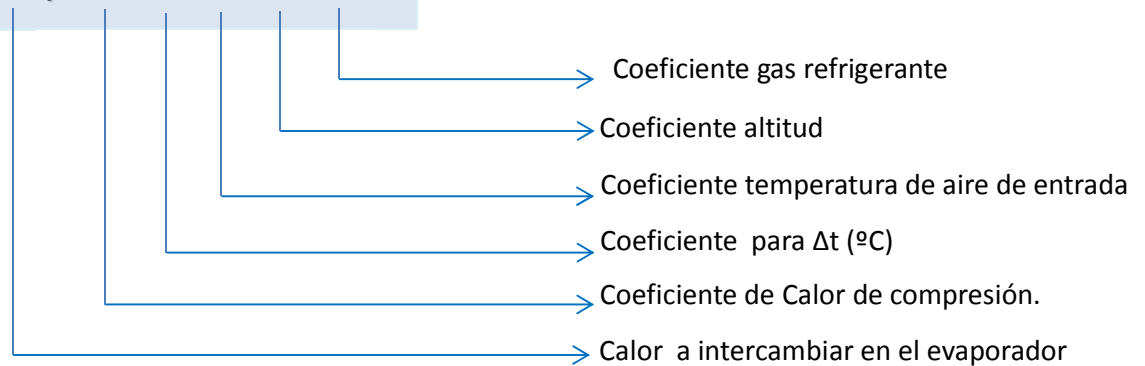 Coeficiente gas refrigerante
Coeficiente altitud
Coeficiente temperatura de aire de entrada
Coeficiente para Δt (ºC)
Coeficiente de Calor de compresión.
Calor a intercambiar en el evaporador